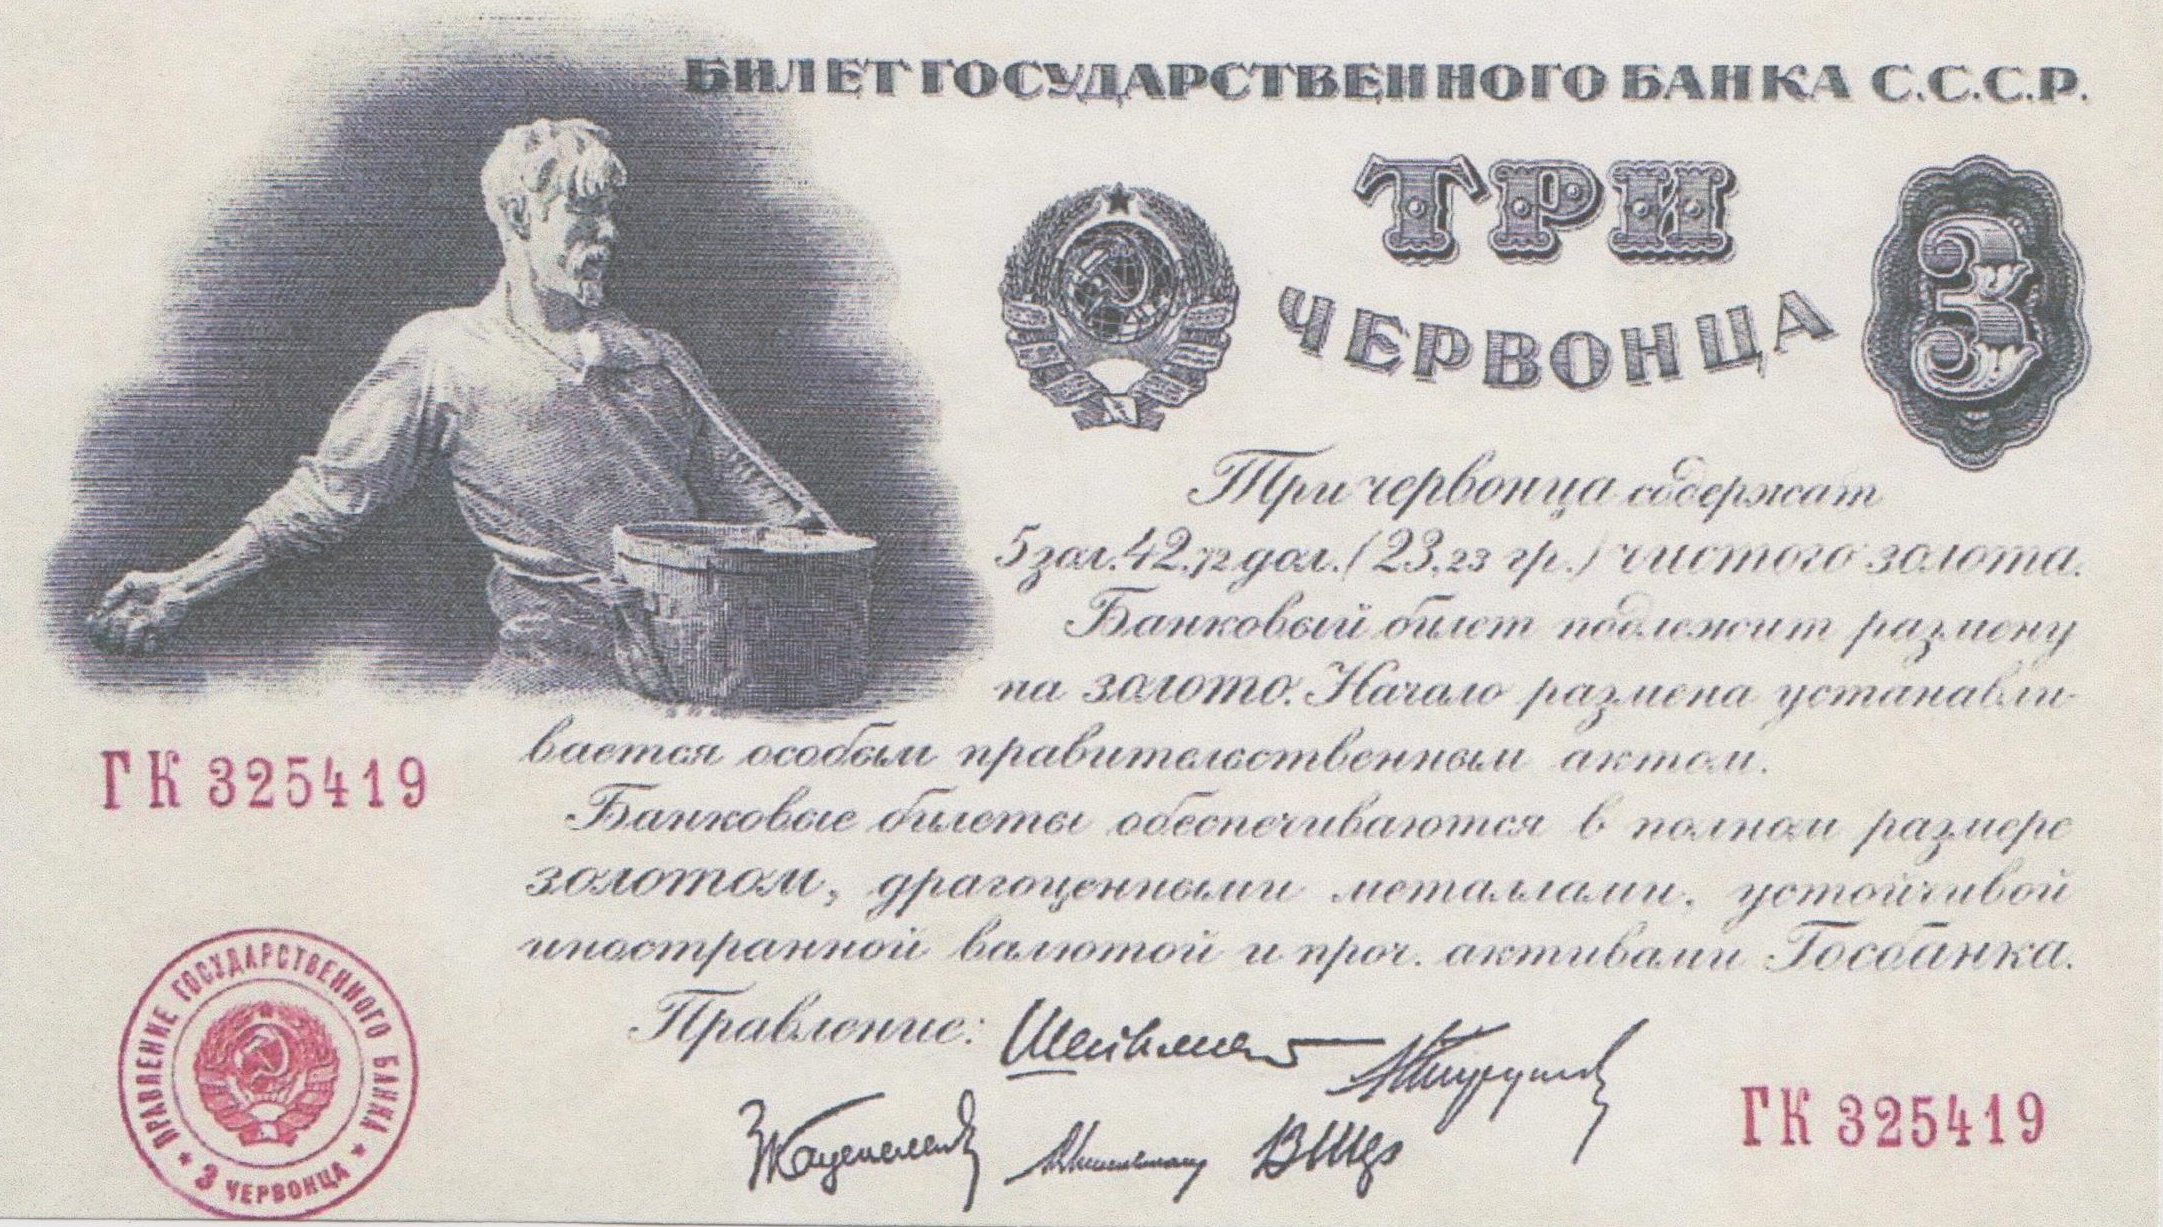 БИЛЕТ ГОСУДАРСТВЕННОГО БАНКА С.С.С.Р.
ТРИ
ЧЕРВОНЦА
3
Три червонца содержат
5 зол. 42,72 дол. (23,23 гр.) чистого золота.
Банковый билет подлежит размену
на золото. Начало размена устанавли-
вается особым правительственным актом.
Банковые билеты обеспечиваются в полном размере
золотом, драгоценными металлами, устойчивой
иностранной валютой и проч. активами Госбанка.
Правление:
ГК 325419
ПРАВЛЕНИЕ ГОСУДАРСТВЕННОГО БАНКА
* 3 ЧЕРВОНЦА *
ГК 325419